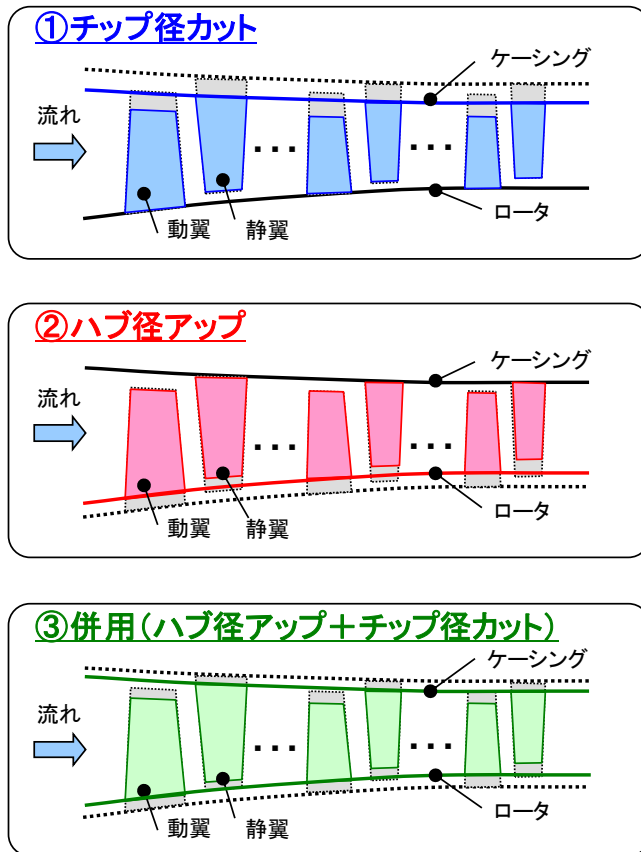 ①チップ径カット
ケーシング
流れ
・・・
・・・
ロータ
動翼
静翼
②ハブ径アップ
ケーシング
流れ
・・・
・・・
ロータ
動翼
静翼
③併用(ハブ径アップ+チップ径カット)
ケーシング
流れ
・・・
・・・
ロータ
動翼
静翼